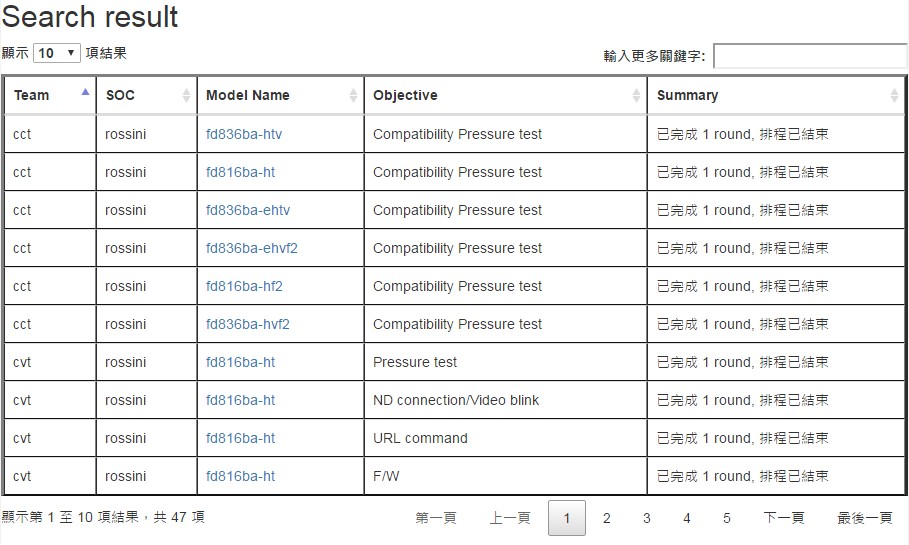 Search result
顯示 10 項結果 輸入更多關鍵字:
Team SOC Model Name Objective Summary
cct rossini fd836ba-htv Compatibility Pressure test 已完成 1 round, 排程已結束
cct rossini fd816ba-ht Compatibility Pressure test 已完成 1 round, 排程已結束
cct rossini fd836ba-ehtv Compatibility Pressure test 已完成 1 round, 排程已結束
cct rossini fd836ba-ehvf2 Compatibility Pressure test 已完成 1 round, 排程已結束
cct rossini fd816ba-hf2 Compatibility Pressure test 已完成 1 round, 排程已結束
cct rossini fd836ba-hvf2 Compatibility Pressure test 已完成 1 round, 排程已結束
cvt rossini fd816ba-ht Pressure test 已完成 1 round, 排程已結束
cvt rossini fd816ba-ht ND connection/Video blink 已完成 1 round, 排程已結束
cvt rossini fd816ba-ht URL command 已完成 1 round, 排程已結束
cvt rossini fd816ba-ht F/W 已完成 1 round, 排程已結束
顯示第 1 至 10 項結果，共 47 項 第一頁 上一頁 1 2 3 4 5 下一頁 最後一頁